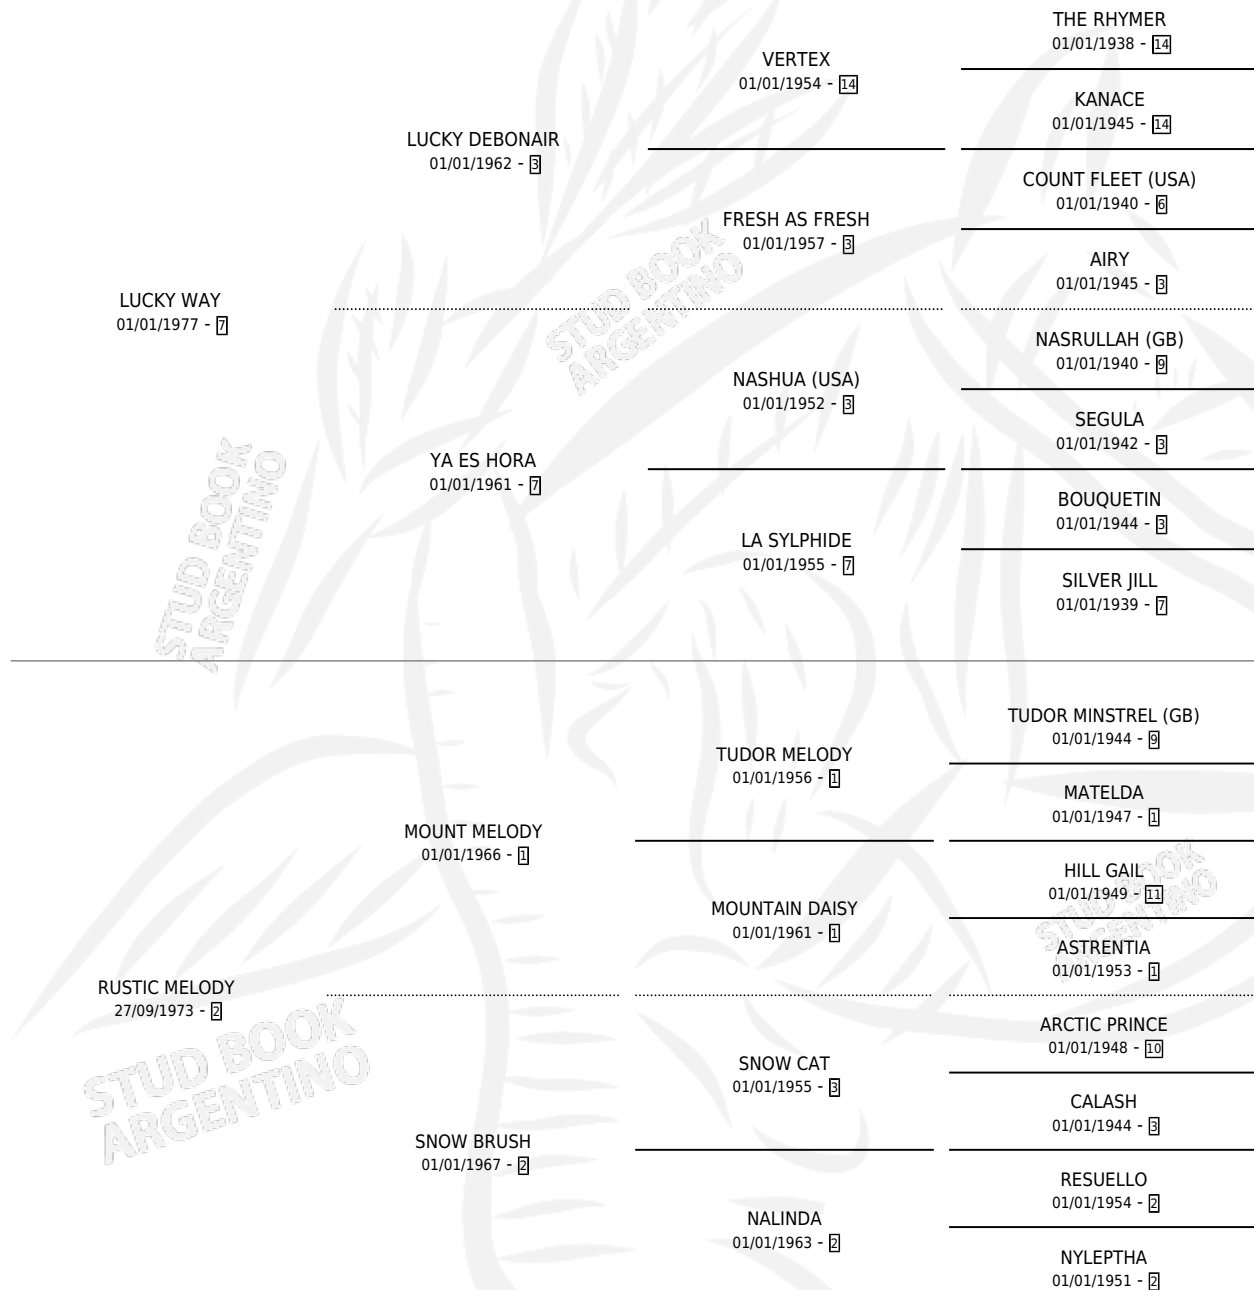 THE RHYMER
01/01/1938 - 14
VERTEX
01/01/1954 - 14
KANACE
01/01/1945 - 14
LUCKY DEBONAIR
01/01/1962 - 3
COUNT FLEET (USA)
01/01/1940 - 6
FRESH AS FRESH
01/01/1957 - 3
AIRY
01/01/1945 - 3
LUCKY WAY
01/01/1977 - 7
STUD BOOK
ARGENTINO
NASRULLAH (GB)
01/01/1940 - 9
NASHUA (USA)
01/01/1952 - 3
SEGULA
01/01/1942 - 3
YA ES HORA
01/01/1961 - 7
BOUQUETIN
01/01/1944 - 3
LA SYLPHIDE
01/01/1955 - 7
SILVER JILL
01/01/1939 - 7
STUD BOOK
ARGENTINO
TUDOR MINSTREL (GB)
01/01/1944 - 9
TUDOR MELODY
01/01/1956 - 1
MATELDA
01/01/1947 - 1
MOUNT MELODY
01/01/1966 - 1
HILL GAIL
01/01/1949 - 11
MOUNTAIN DAISY
01/01/1961 - 1
ASTRENTIA
01/01/1953 - 1
STUD BOOK
ARGENTINO
RUSTIC MELODY
27/09/1973 - 2
STUD BOOK
ARGENTINO
ARCTIC PRINCE
01/01/1948 - 10
SNOW CAT
01/01/1955 - 3
CALASH
01/01/1944 - 3
SNOW BRUSH
01/01/1967 - 2
RESUELLO
01/01/1954 - 2
NALINDA
01/01/1963 - 2
NYLEPTHA
01/01/1951 - 2